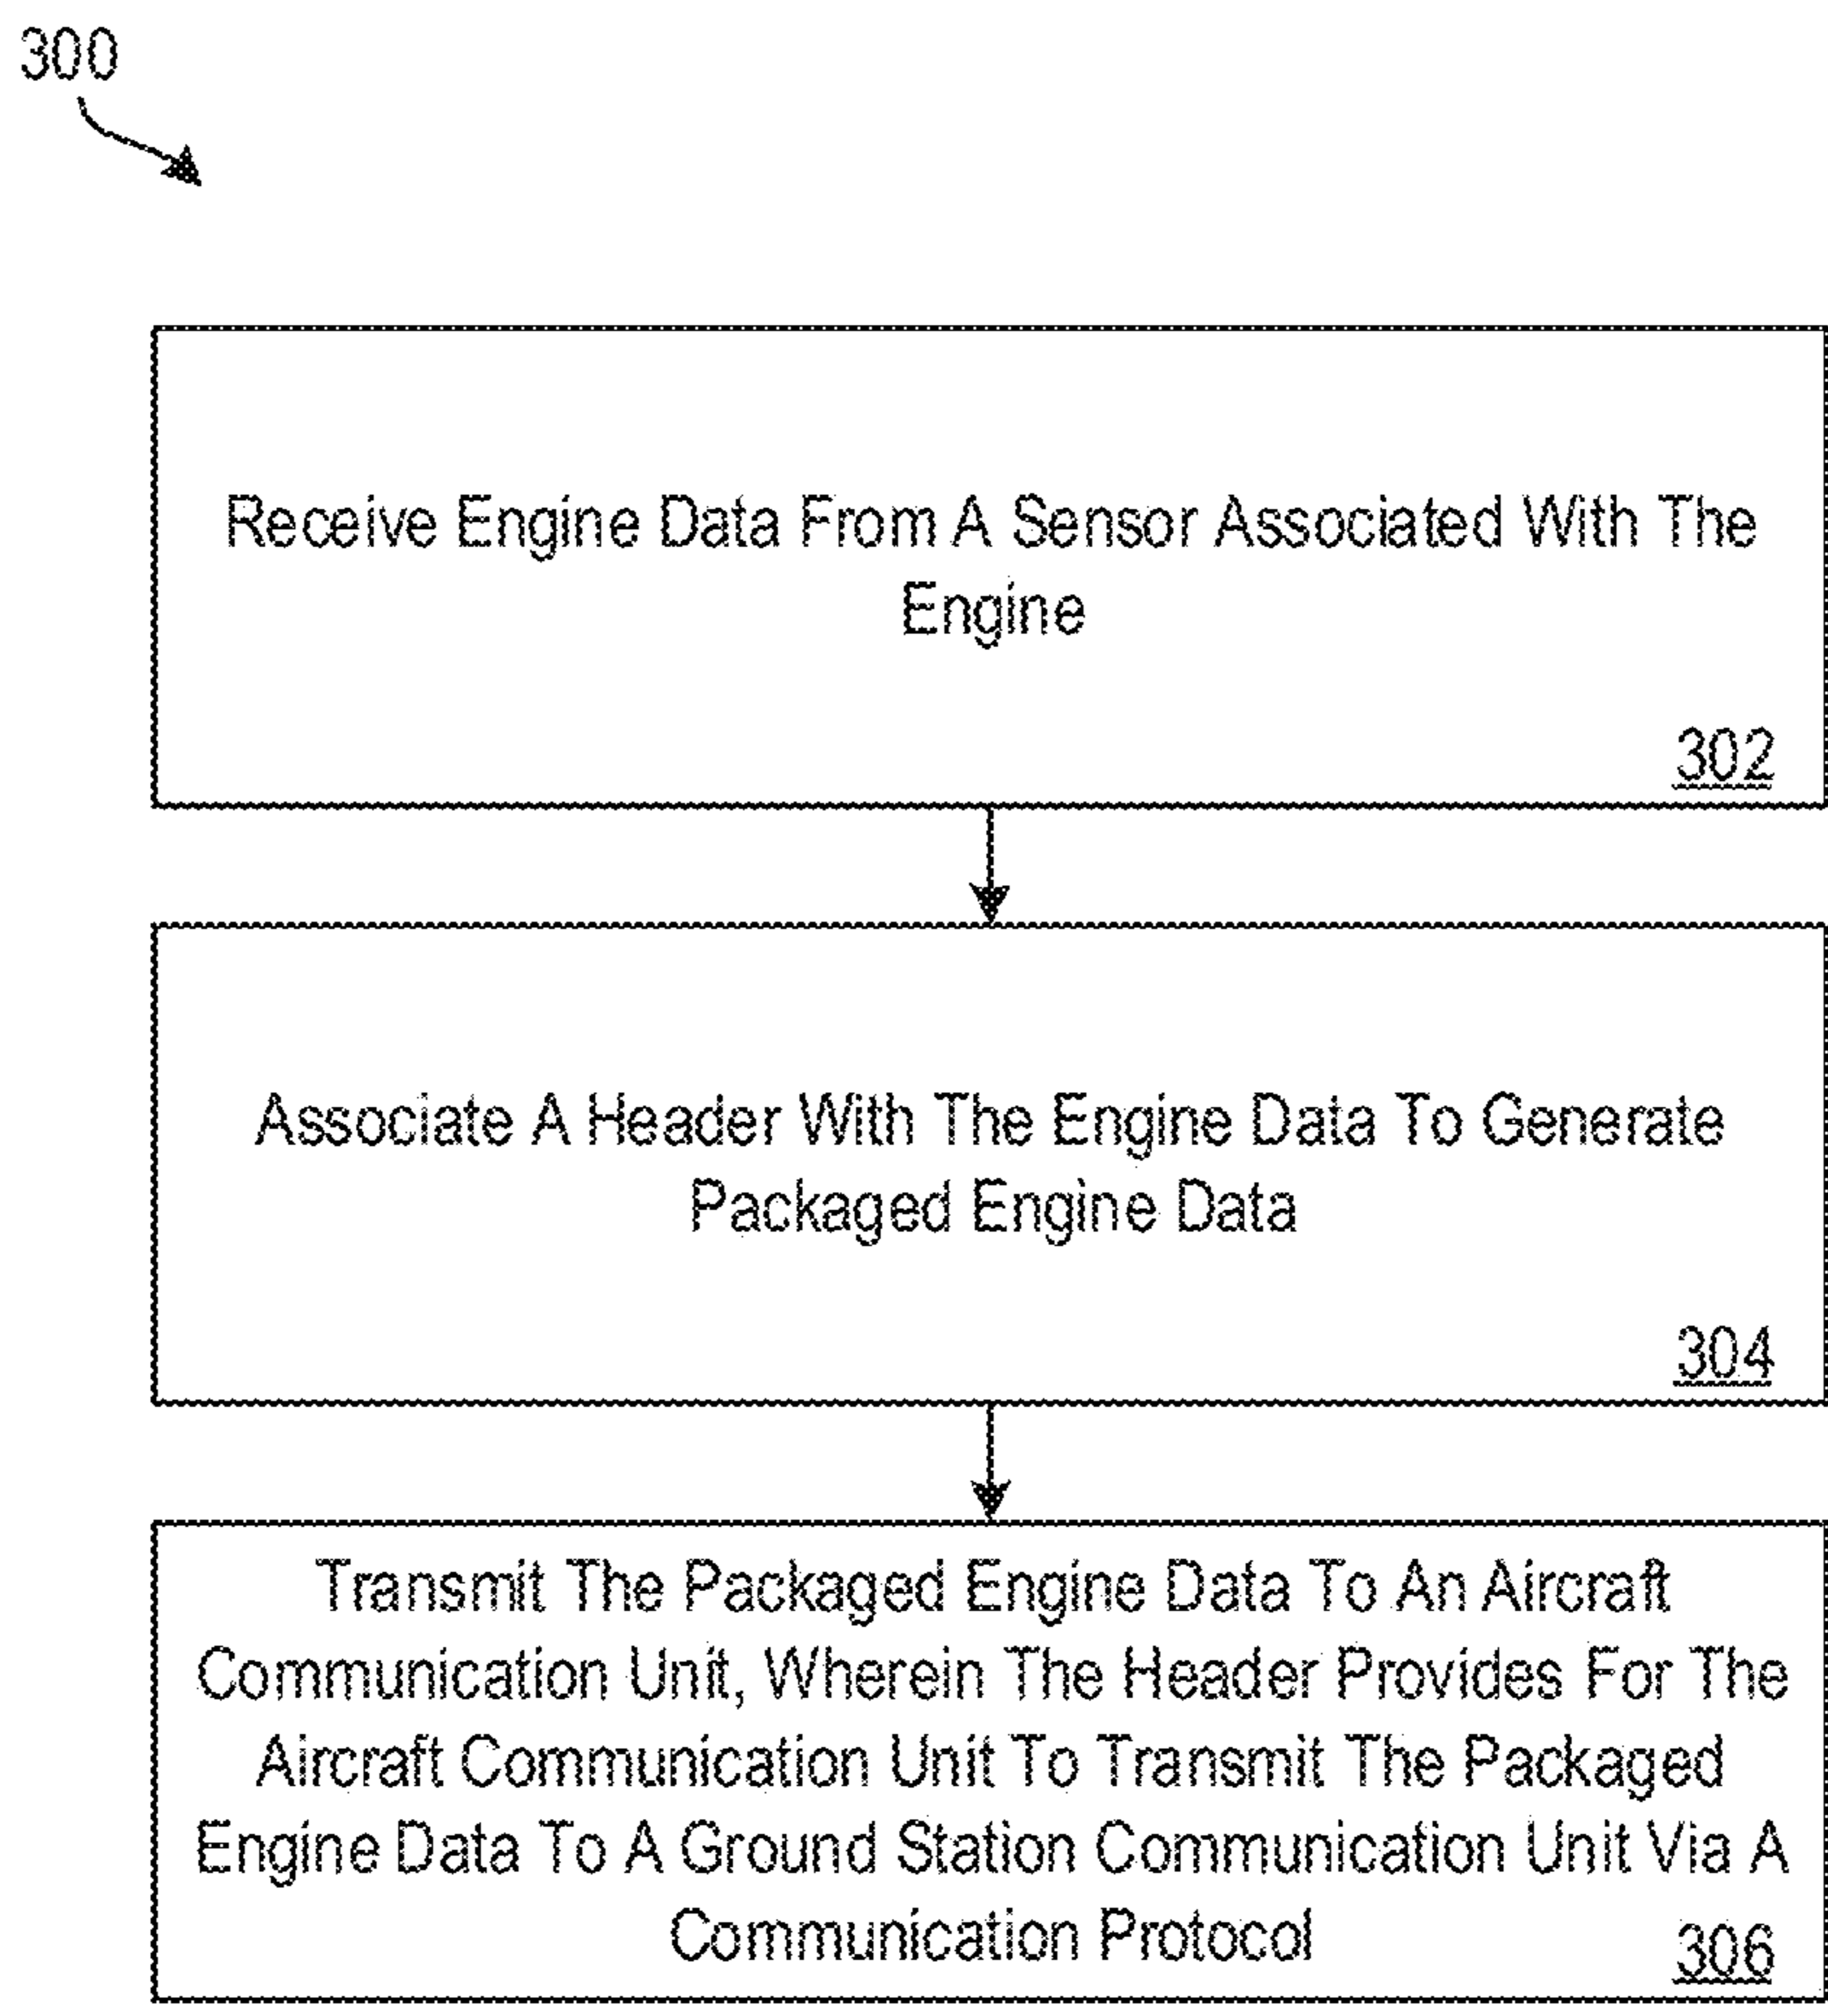 300
Receive Engine Data From A Sensor Associated With The
Engine
302
Associate A Header With The Engine Data To Generate
Packaged Engine Data
304
Transmit The Packaged Engine Data To An Aircraft
Communication Unit, Wherein The Header Provides For The
Aircraft Communication Unit To Transmit The Packaged
Engine Data To A Ground Station Communication Unit Via A
Communication Protocol
306